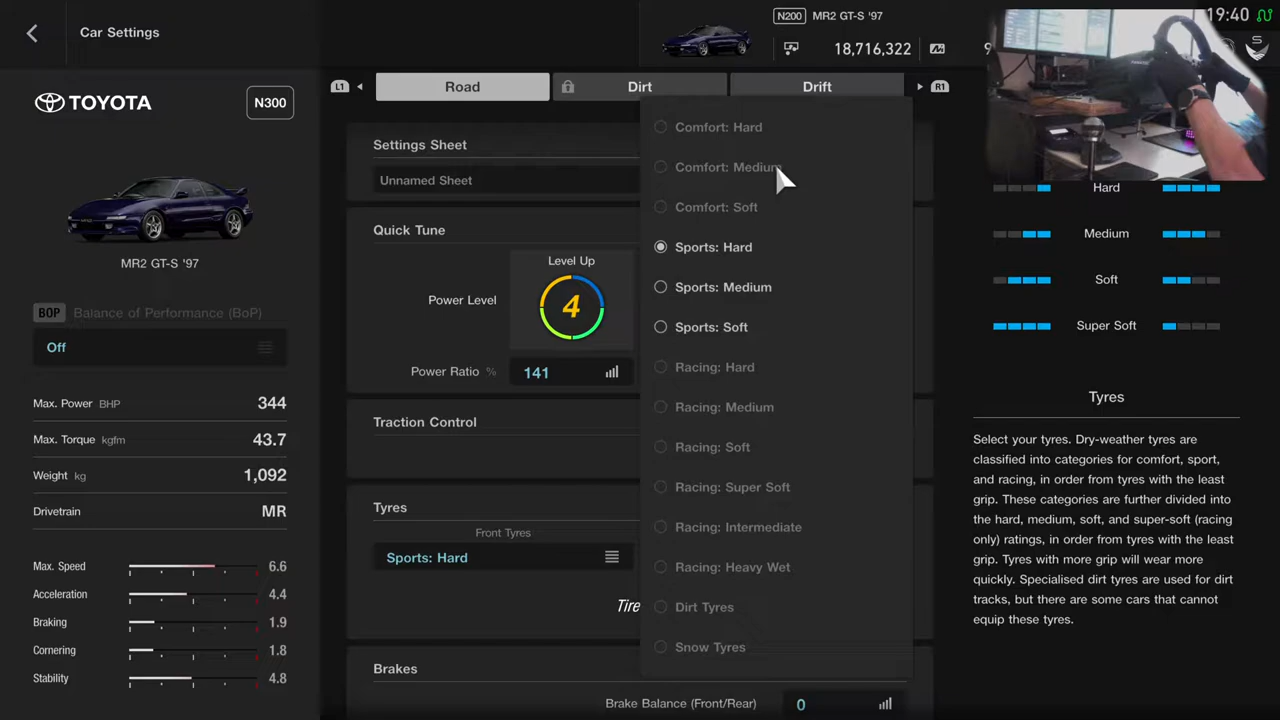 Car Settings
N200 MR2 GT-S '97
18,716,322
9
19:40
S
TOYOTA
N300
MR2 GT-S '97
BOP Balance of Performance (BoP)
Off
Max. Power BHP 344
Max. Torque kgfm 43.7
Weight kg 1,092
Drivetrain MR
Max. Speed 6.6
Acceleration 4.4
Braking 1.9
Cornering 1.8
Stability 4.8
L1 Road Dirt Drift R1
Settings Sheet
Unnamed Sheet
Quick Tune
Level Up
Power Level 4
Power Ratio % 141
Traction Control
Tyres
Front Tyres
Sports: Hard
Tire
Brakes
Brake Balance (Front/Rear) 0
Comfort: Hard
Comfort: Medium
Comfort: Soft
Sports: Hard
Sports: Medium
Sports: Soft
Racing: Hard
Racing: Medium
Racing: Soft
Racing: Super Soft
Racing: Intermediate
Racing: Heavy Wet
Dirt Tyres
Snow Tyres
Hard
Medium
Soft
Super Soft
Tyres
Select your tyres. Dry-weather tyres are
classified into categories for comfort, sport,
and racing, in order from tyres with the least
grip. These categories are further divided into
the hard, medium, soft, and super-soft (racing
only) ratings, in order from tyres with the least
grip. Tyres with more grip will wear more
quickly. Specialised dirt tyres are used for dirt
tracks, but there are some cars that cannot
equip these tyres.